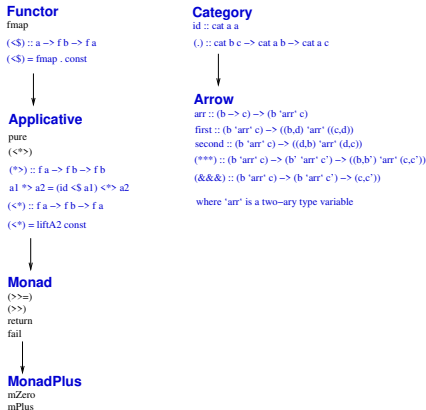 Functor
fmap
(<$) :: a −> f b −> f a
(<$) = fmap . const
Applicative
pure
(<*>)
(*>) :: f a −> f b −> f b
a1 *> a2 = (id <$ a1) <*> a2
(<*) :: f a −> f b −> f a
(<*) = liftA2 const
Monad
(>>=)
(>>)
return
fail
MonadPlus
mZero
mPlus
Category
id :: cat a a
(.) :: cat b c −> cat a b −> cat a c
Arrow
arr :: (b −> c) −> (b ‘arr‘ c)
first :: (b ‘arr‘ c) −> ((b,d) ‘arr‘ ((c,d))
second :: (b ‘arr‘ c) −> ((d,b) ‘arr‘ (d,c))
(***) :: (b ‘arr‘ c) −> (b’ ‘arr‘ c’) −> ((b,b’) ‘arr‘ (c,c’))
(&&&) :: (b ‘arr‘ c) −> (b ‘arr‘ c’) −> (c,c’))
where ‘arr‘ is a two−ary type variable